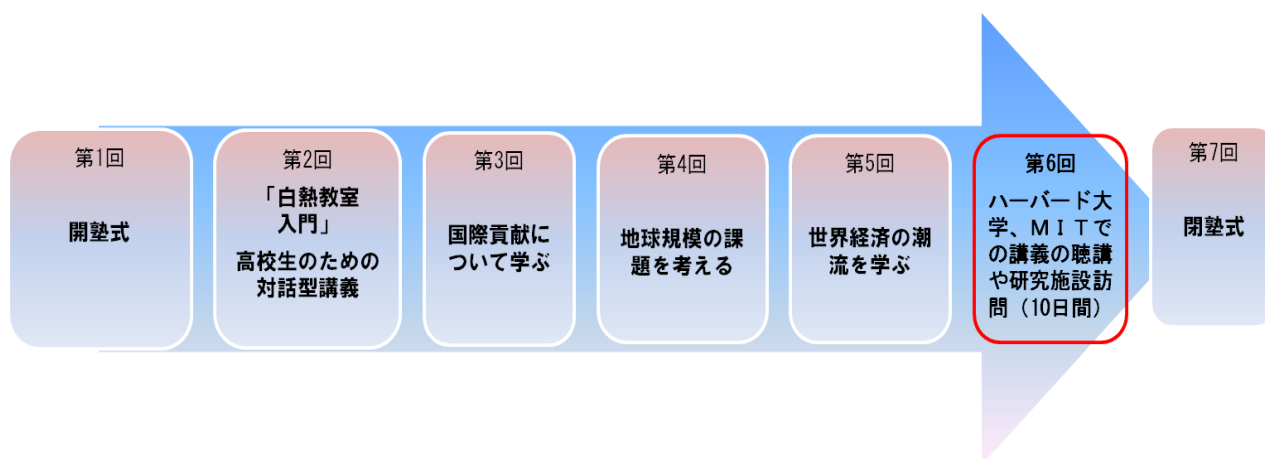 第1回
開塾式
第2回
「白熱教室
入門」
高校生のための
対話型講義
第3回
国際貢献に
ついて学ぶ
第4回
地球規模の課
題を考える
第5回
世界経済の潮
流を学ぶ
第6回
ハーバード大
学、ＭＩＴで
の講義の聴講
や研究施設訪
問（10日間）
第7回
閉塾式